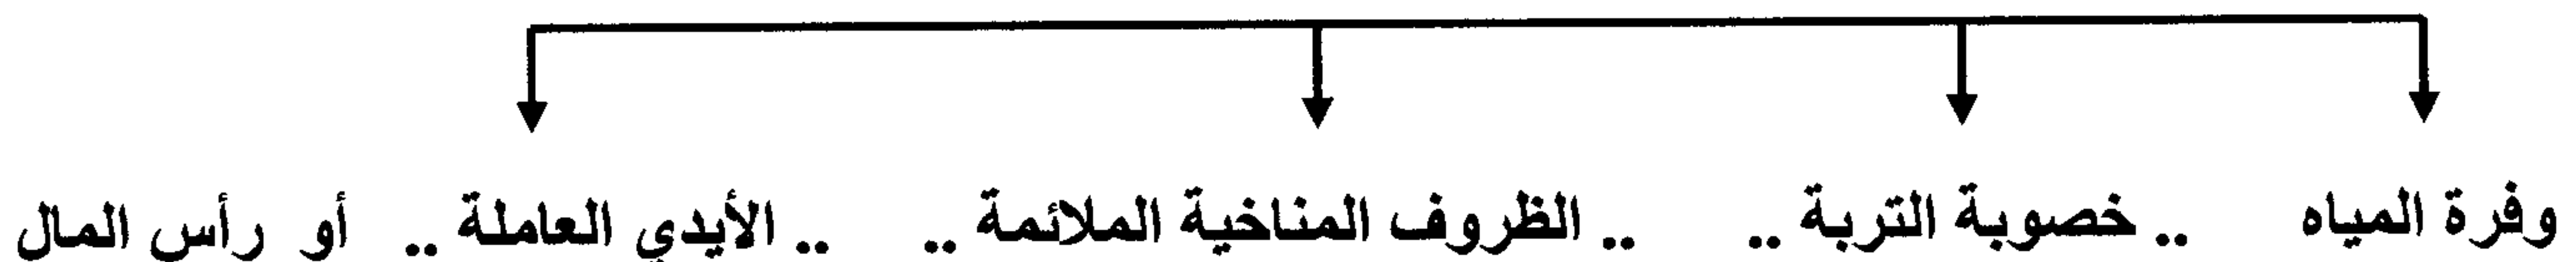 وفرة المياه .. خصوبة التربة .. .. الظروف المناخية الملائمة .. .. الأيدي العاملة .. أو رأس المال